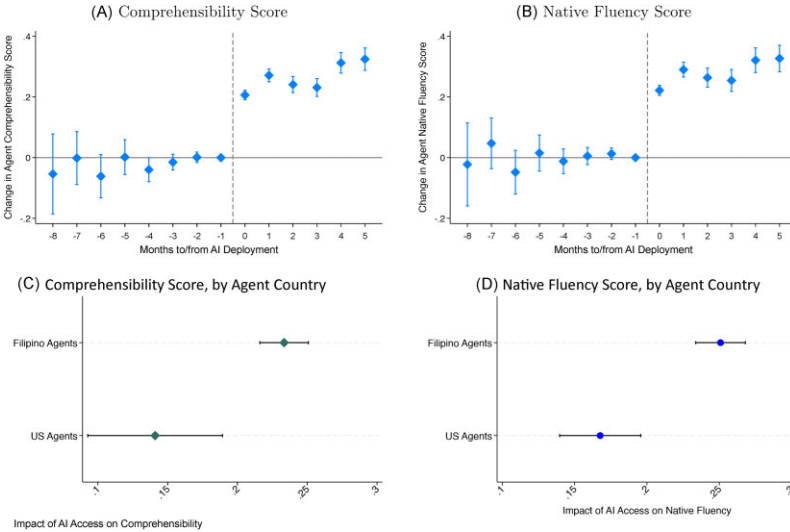 (A) Comprehensibility Score
Change in Agent Comprehensibility Score
.4
.2
0
-.2
-8 -7 -6 -5 -4 -3 -2 -1 0 1 2 3 4 5
Months to/from AI Deployment
(B) Native Fluency Score
Change in Agent Native Fluency Score
.4
.2
0
-.2
-8 -7 -6 -5 -4 -3 -2 -1 0 1 2 3 4 5
Months to/from AI Deployment
(C) Comprehensibility Score, by Agent Country
Filipino Agents
US Agents
.1 .15 .2 .25 .3
Impact of AI Access on Comprehensibility
(D) Native Fluency Score, by Agent Country
Filipino Agents
US Agents
.1 .15 .2 .25 .3
Impact of AI Access on Native Fluency